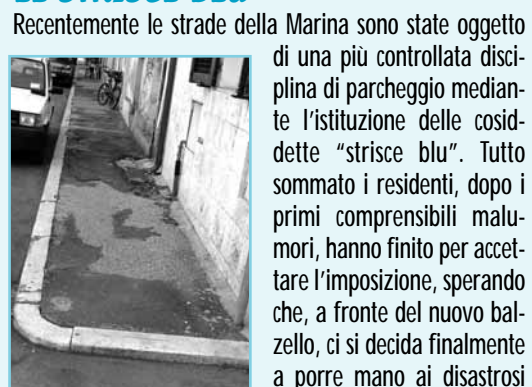 Recentemente le strade della Marina sono state oggetto
di una più controllata disci-
plina di parcheggio median-
te l'istituzione delle cosid-
dette "strisce blu". Tutto
sommato i residenti, dopo i
primi comprensibili malu-
mori, hanno finito per accet-
tare l'imposizione, sperando
che, a fronte del nuovo bal-
zello, ci si decida finalmente
a porre mano ai disastrosi